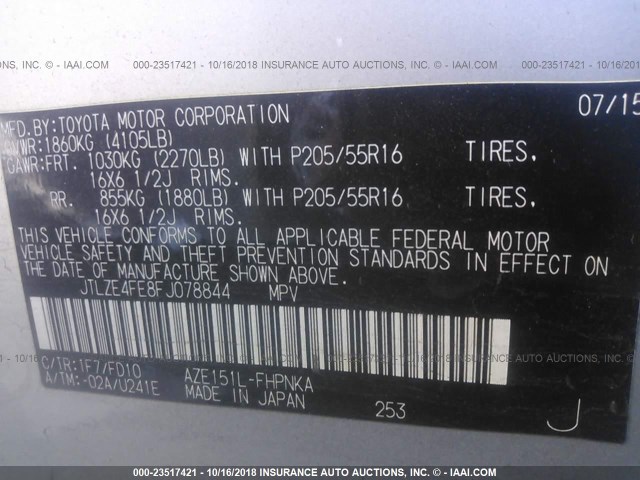 INC. - IAAI.COM 000-23517421 - 10/16/2018 INSURANCE AUTO AUCTIONS, INC. - IAAI.COM 000-23517421 - 10/16/2018
MFD.BY:TOYOTA MOTOR CORPORATION 07/15
GVWR:1860KG (4105LB)
GAWR:FRT. 1030KG (2270LB) WITH P205/55R16 TIRES.
16X6 1/2J RIMS.
RR. 855KG (1880LB) WITH P205/55R16 TIRES.
16X6 1/2J RIMS.
THIS VEHICLE CONFORMS TO ALL APPLICABLE FEDERAL MOTOR
VEHICLE SAFETY AND THEFT PREVENTION STANDARDS IN EFFECT ON
THE DATE OF MANUFACTURE SHOWN ABOVE.
JTLZE4FE8FJ078844 MPV
C/TR:1F7/FD10 AZE151L-FHPNKA
A/TM:-02A/U241E MADE IN JAPAN 253 J
000-23517421 - 10/16/2018 INSURANCE AUTO AUCTIONS, INC. - IAAI.COM